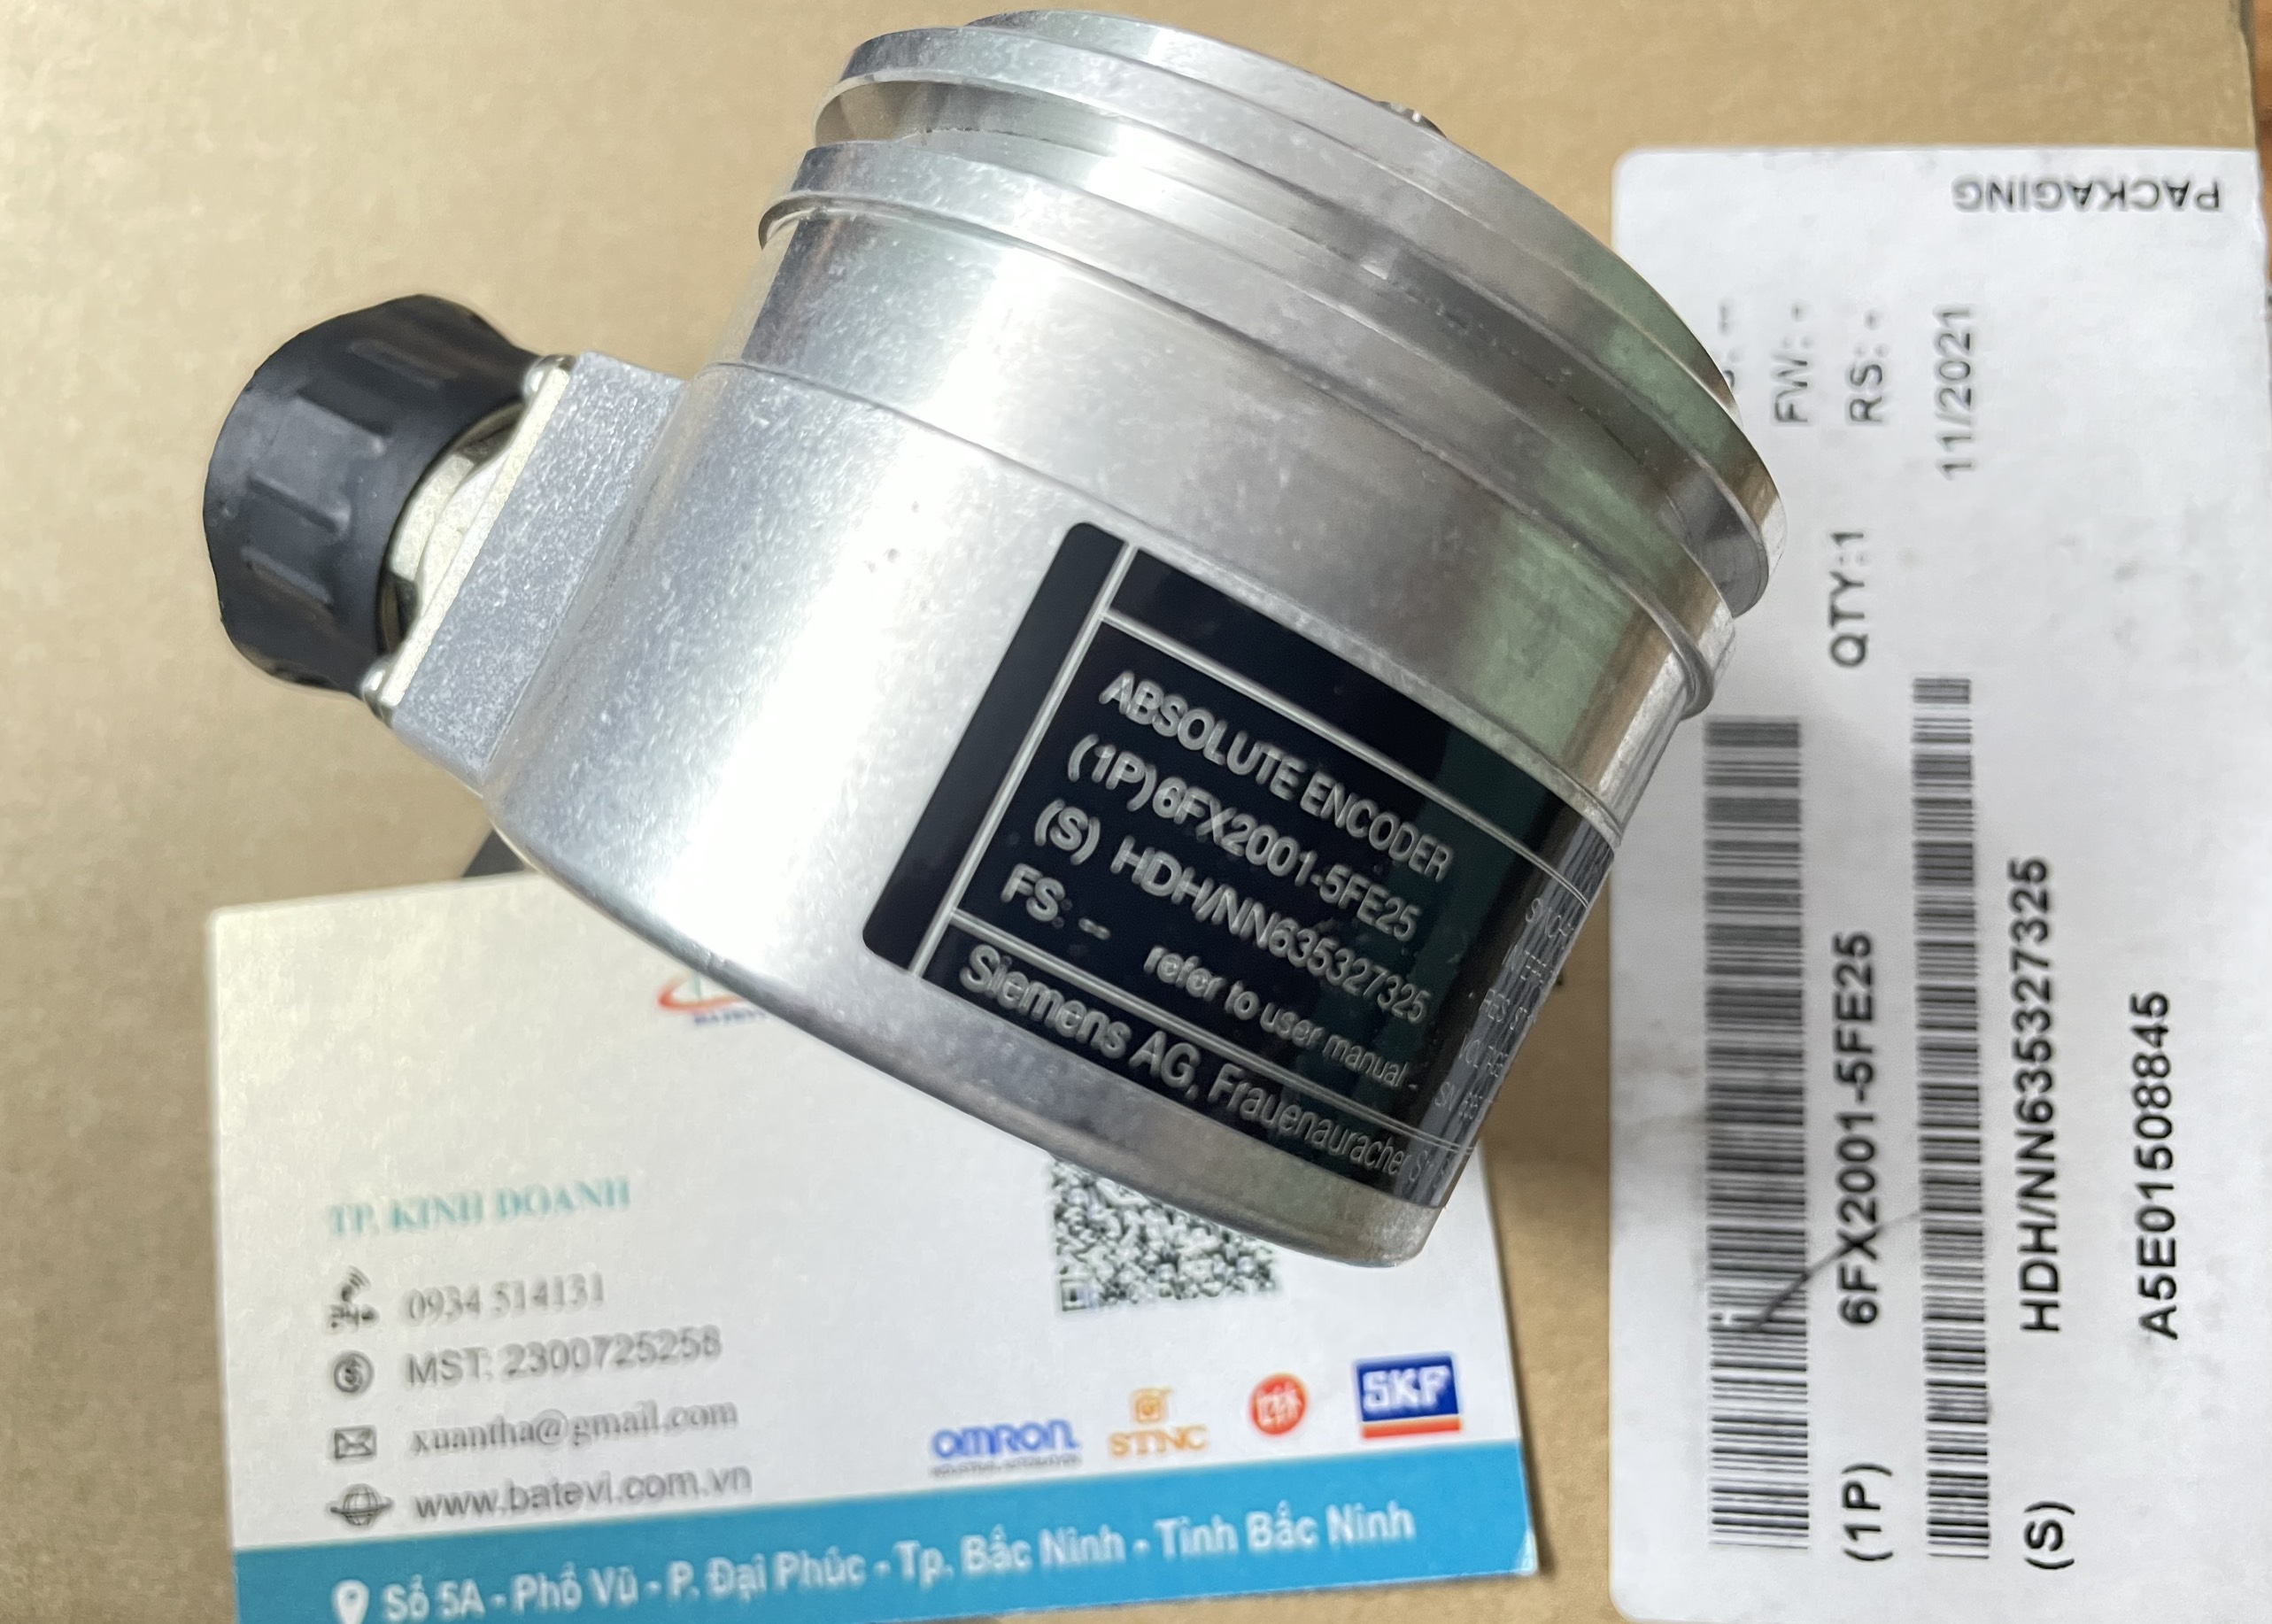 ABSOLUTE ENCODER
(1P)6FX2001-5FE25
(S) HDH/NN635327325
FS: -- refer to user manual -
Siemens AG, Frauenauracher
PACKAGING
FW: -
RS: -
11/2021
QTY:1
(1P) 6FX2001-5FE25
(S) HDH/NN635327325
A5E01508845
TP. KINH DOANH
0934 514131
MST: 2300725258
xuantha@gmail.com
www.batevi.com.vn
OMRON
STNC
SKF
Số 5A - Phố Vũ - P. Đại Phúc - Tp. Bắc Ninh - Tỉnh Bắc Ninh